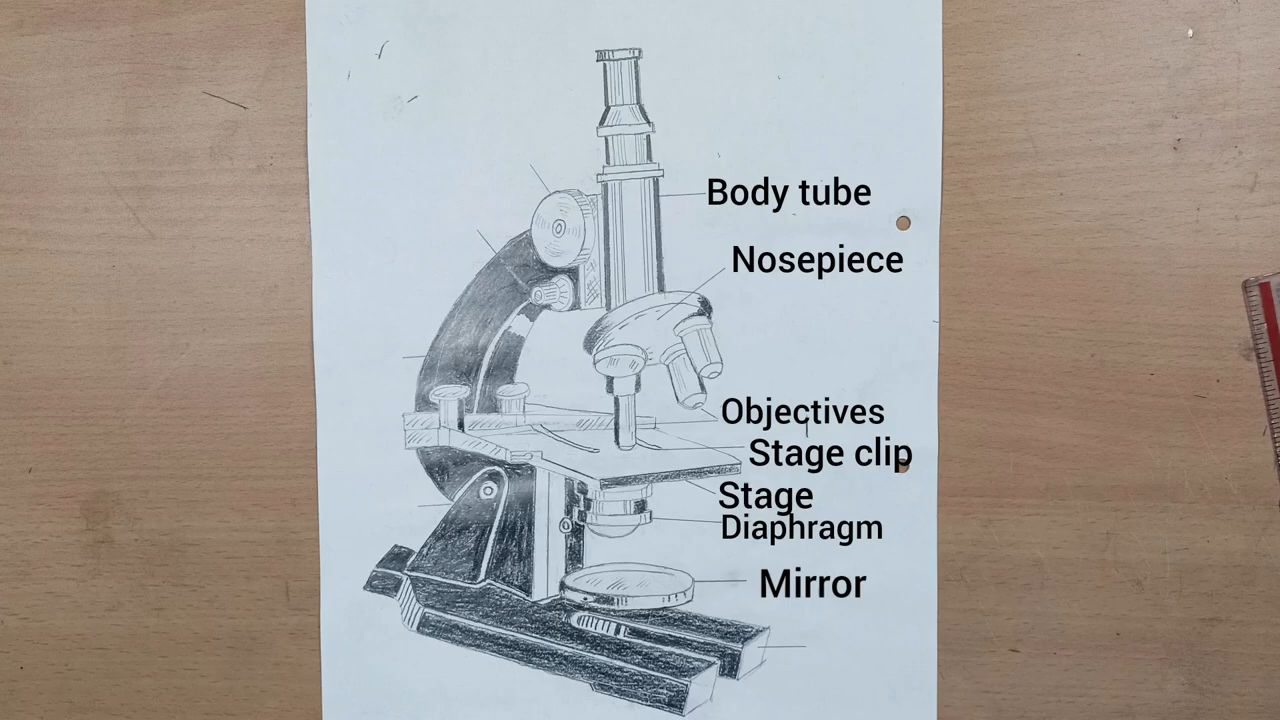 Body tube
Nosepiece
Objectives
Stage clip
Stage
Diaphragm
Mirror